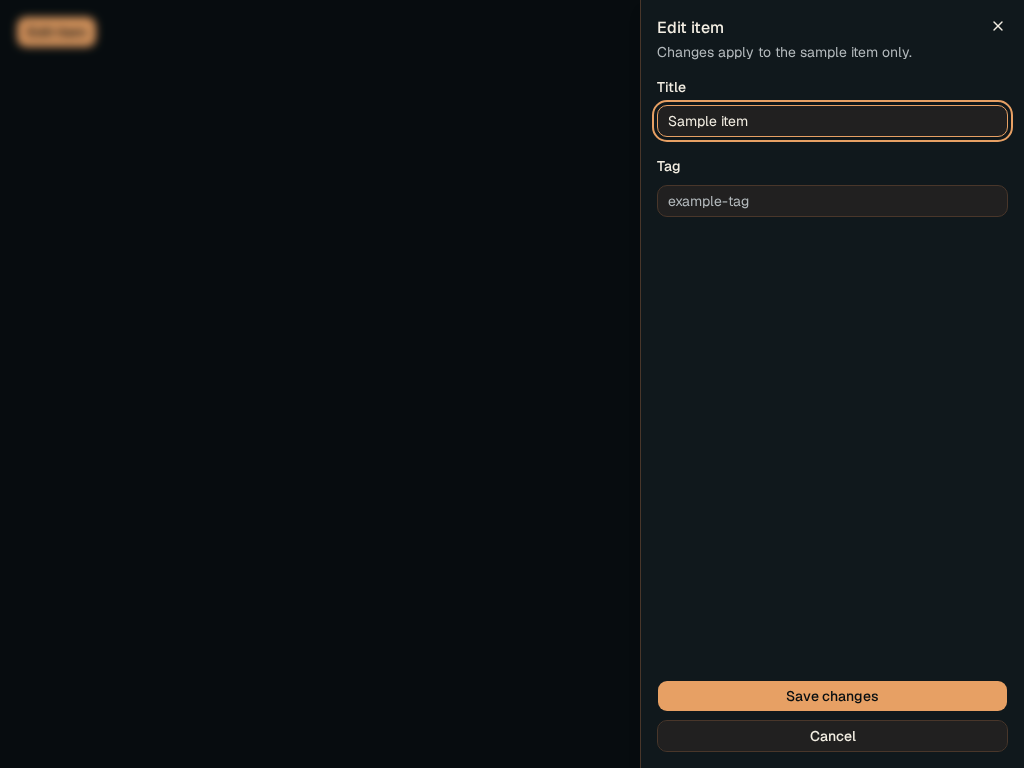 Edit item
Changes apply to the sample item only.
Title
Sample item
Tag
example-tag
Save changes
Cancel